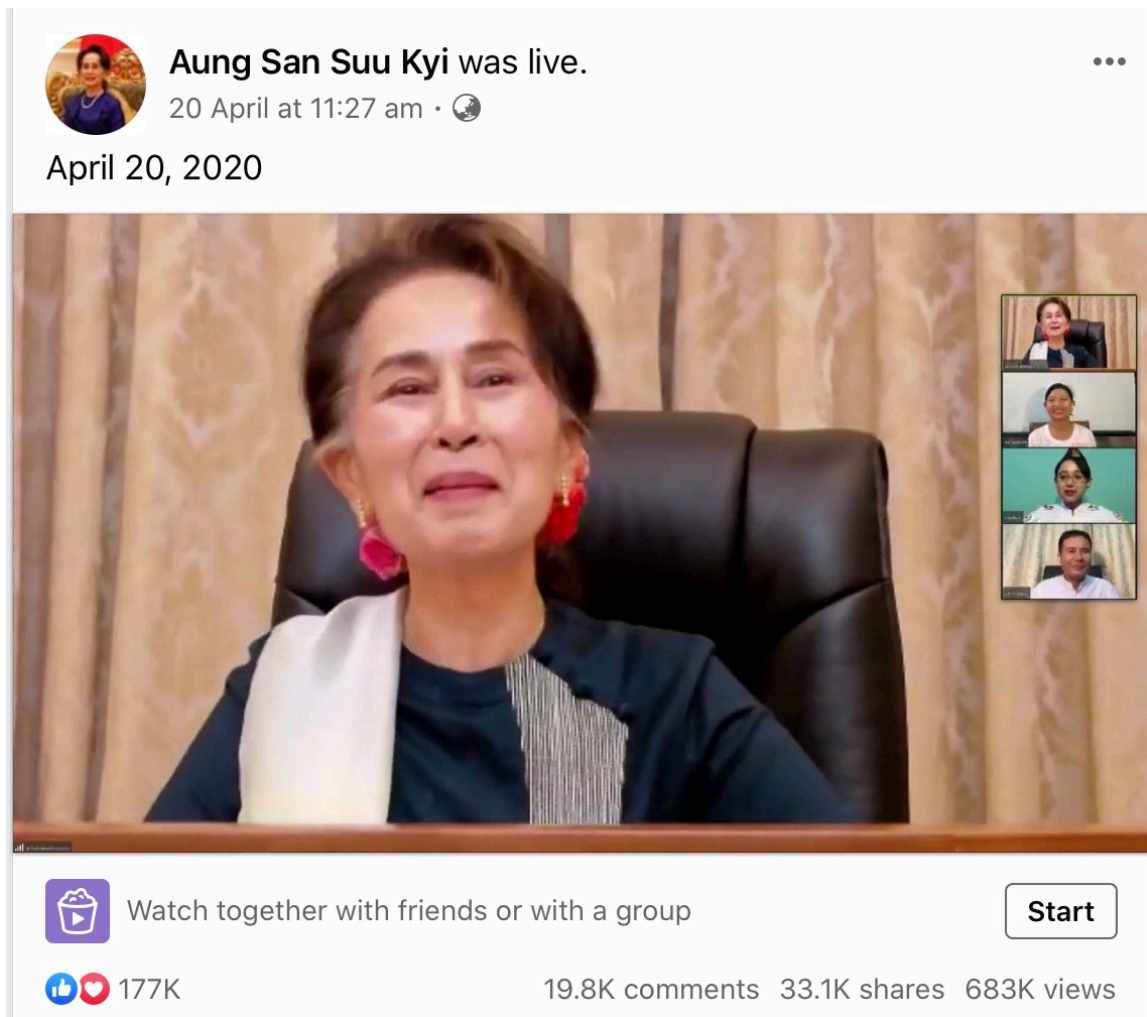 Aung San Suu Kyi was live.
20 April at 11:27 am ·
April 20, 2020
Watch together with friends or with a group
Start
177K
19.8K comments 33.1K shares 683K views